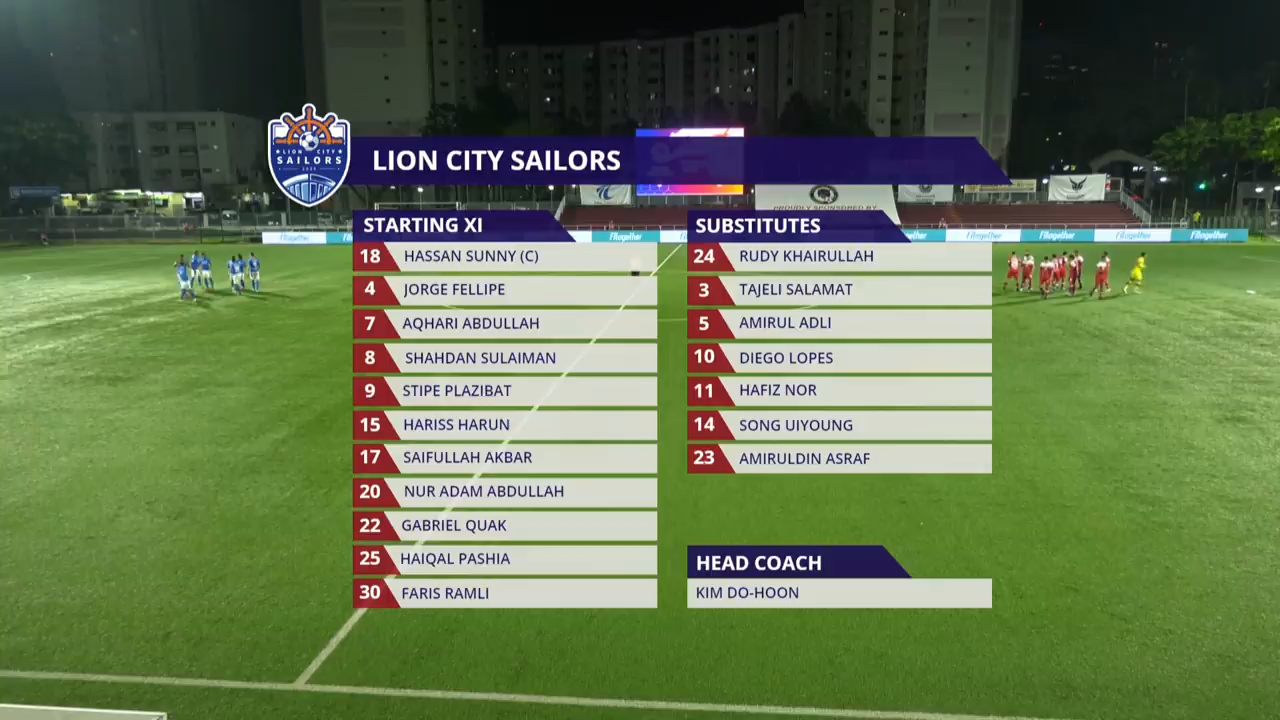 LION CITY
SAILORS
LION CITY SAILORS
PROUDLY SPONSORED BY
STARTING XI
18 HASSAN SUNNY (C)
4 JORGE FELLIPE
7 AQHARI ABDULLAH
8 SHAHDAN SULAIMAN
9 STIPE PLAZIBAT
15 HARISS HARUN
17 SAIFULLAH AKBAR
20 NUR ADAM ABDULLAH
22 GABRIEL QUAK
25 HAIQAL PASHIA
30 FARIS RAMLI
SUBSTITUTES
24 RUDY KHAIRULLAH
3 TAJELI SALAMAT
5 AMIRUL ADLI
10 DIEGO LOPES
11 HAFIZ NOR
14 SONG UIYOUNG
23 AMIRULDIN ASRAF
HEAD COACH
KIM DO-HOON